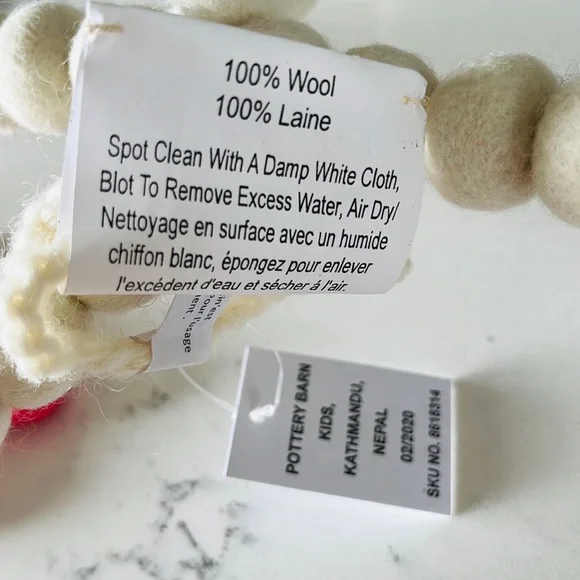 100% Wool
100% Laine
Spot Clean With A Damp White Cloth,
Blot To Remove Excess Water, Air Dry/
Nettoyage en surface avec un humide
chiffon blanc, épongez pour enlever
l'excédent d'eau et sécher à l'air.
pour l'usage
POTTERY BARN
KIDS,
KATHMANDU,
NEPAL
02/2020
SKU NO. 8618314